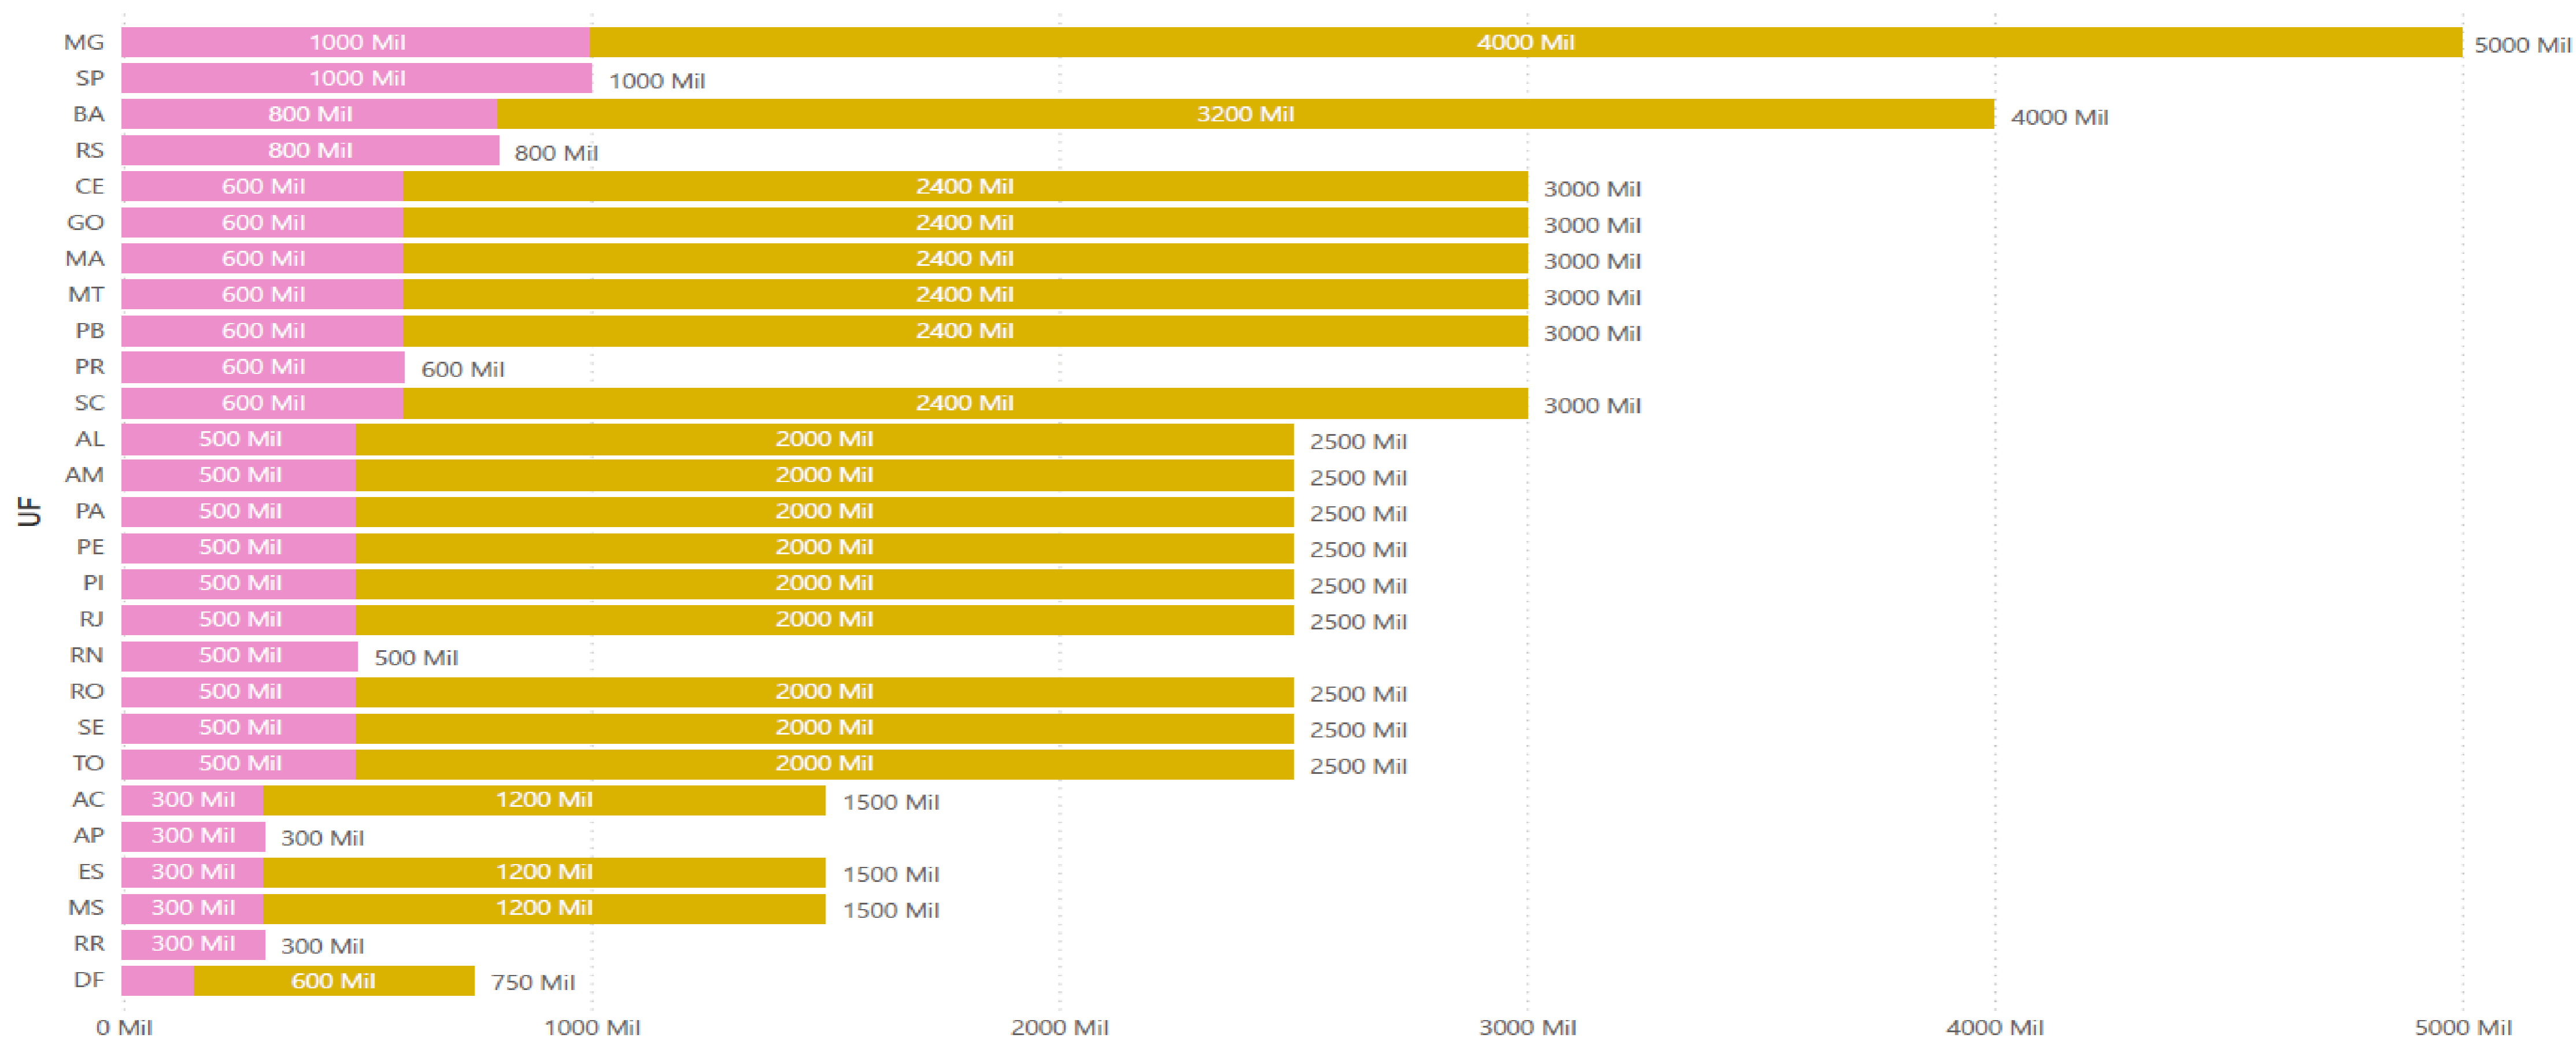 MG 1000 Mil 4000 Mil 5000 Mil
SP 1000 Mil 1000 Mil
BA 800 Mil 3200 Mil 4000 Mil
RS 800 Mil 800 Mil
CE 600 Mil 2400 Mil 3000 Mil
GO 600 Mil 2400 Mil 3000 Mil
MA 600 Mil 2400 Mil 3000 Mil
MT 600 Mil 2400 Mil 3000 Mil
PB 600 Mil 2400 Mil 3000 Mil
PR 600 Mil 600 Mil
SC 600 Mil 2400 Mil 3000 Mil
AL 500 Mil 2000 Mil 2500 Mil
AM 500 Mil 2000 Mil 2500 Mil
UF
PA 500 Mil 2000 Mil 2500 Mil
PE 500 Mil 2000 Mil 2500 Mil
PI 500 Mil 2000 Mil 2500 Mil
RJ 500 Mil 2000 Mil 2500 Mil
RN 500 Mil 500 Mil
RO 500 Mil 2000 Mil 2500 Mil
SE 500 Mil 2000 Mil 2500 Mil
TO 500 Mil 2000 Mil 2500 Mil
AC 300 Mil 1200 Mil 1500 Mil
AP 300 Mil 300 Mil
ES 300 Mil 1200 Mil 1500 Mil
MS 300 Mil 1200 Mil 1500 Mil
RR 300 Mil 300 Mil
DF 600 Mil 750 Mil
0 Mil 1000 Mil 2000 Mil 3000 Mil 4000 Mil 5000 Mil